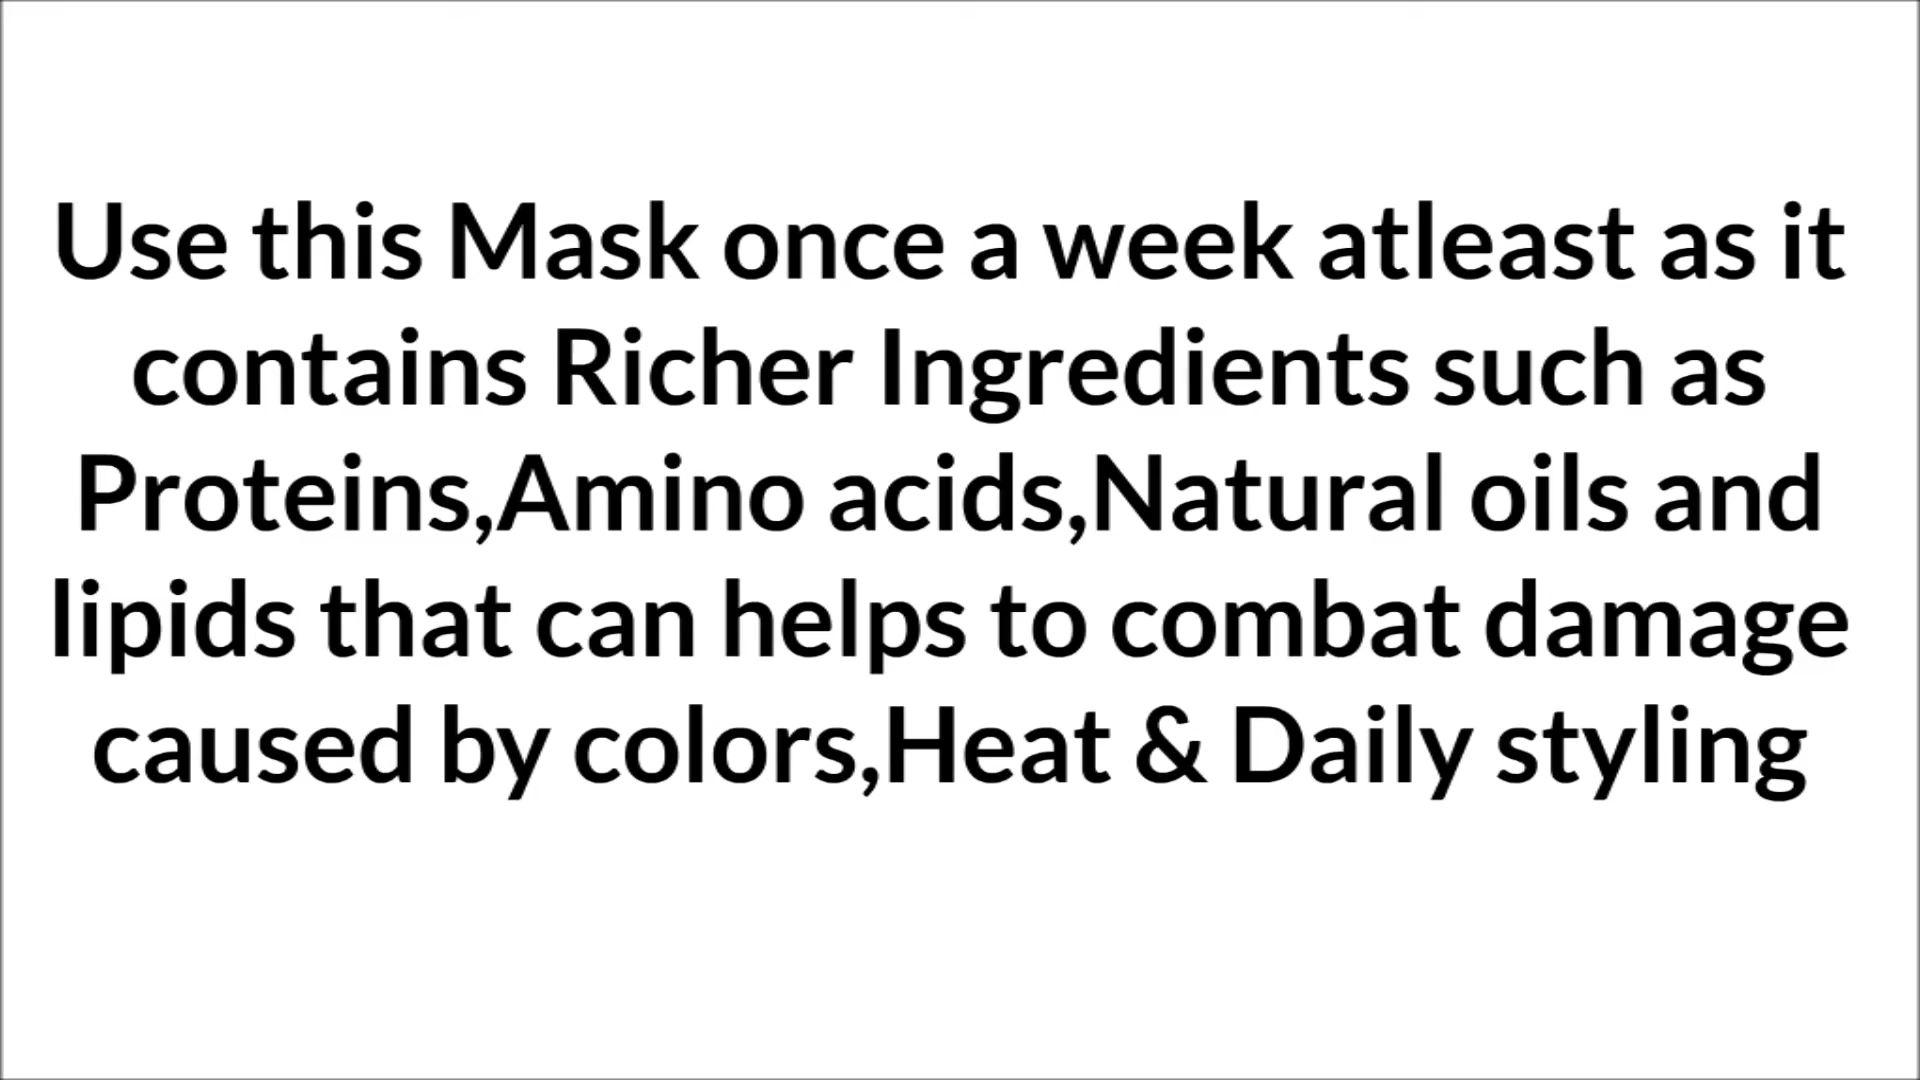 Use this Mask once a week atleast as it
contains Richer Ingredients such as
Proteins,Amino acids,Natural oils and
lipids that can helps to combat damage
caused by colors,Heat & Daily styling